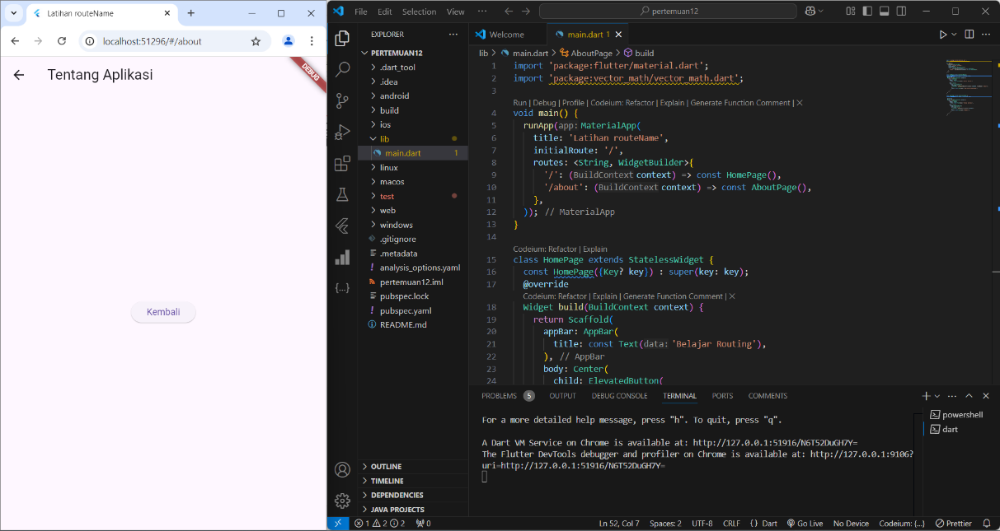 Latihan routeName
localhost:51296/#/about
Tentang Aplikasi
DEBUG
Kembali
File Edit Selection View
pertemuan12
EXPLORER
PERTEMUAN12
.dart_tool
.idea
android
build
ios
lib
main.dart 1
linux
macos
test
web
windows
.gitignore
.metadata
analysis_options.yaml
pertemuan12.iml
pubspec.lock
pubspec.yaml
README.md
OUTLINE
TIMELINE
DEPENDENCIES
JAVA PROJECTS
Welcome main.dart 1
lib > main.dart > AboutPage > build
1 import 'package:flutter/material.dart';
2 import 'package:vector_math/vector_math.dart';
3
Run | Debug | Profile | Codeium: Refactor | Explain | Generate Function Comment | X
4 void main() {
5 runApp(app: MaterialApp(
6 title: 'Latihan routeName',
7 initialRoute: '/',
8 routes: <String, WidgetBuilder>{
9 '/': (BuildContext context) => const HomePage(),
10 '/about': (BuildContext context) => const AboutPage(),
11 },
12 )); // MaterialApp
13 }
14
Codeium: Refactor | Explain
15 class HomePage extends StatelessWidget {
16 const HomePage({Key? key}) : super(key: key);
17 @override
Codeium: Refactor | Explain | Generate Function Comment | X
18 Widget build(BuildContext context) {
19 return Scaffold(
20 appBar: AppBar(
21 title: const Text(data: 'Belajar Routing'),
22 ), // AppBar
23 body: Center(
24 child: ElevatedButton(
PROBLEMS 5 OUTPUT DEBUG CONSOLE TERMINAL PORTS COMMENTS
For a more detailed help message, press "h". To quit, press "q".
A Dart VM Service on Chrome is available at: http://127.0.0.1:51916/N6T52DuGH7Y=
The Flutter DevTools debugger and profiler on Chrome is available at: http://127.0.0.1:9106?
uri=http://127.0.0.1:51916/N6T52DuGH7Y=
powershell
dart
1 2 2 0 Ln 52, Col 7 Spaces: 2 UTF-8 CRLF {} Dart Go Live No Device Codeium: {...} Prettier